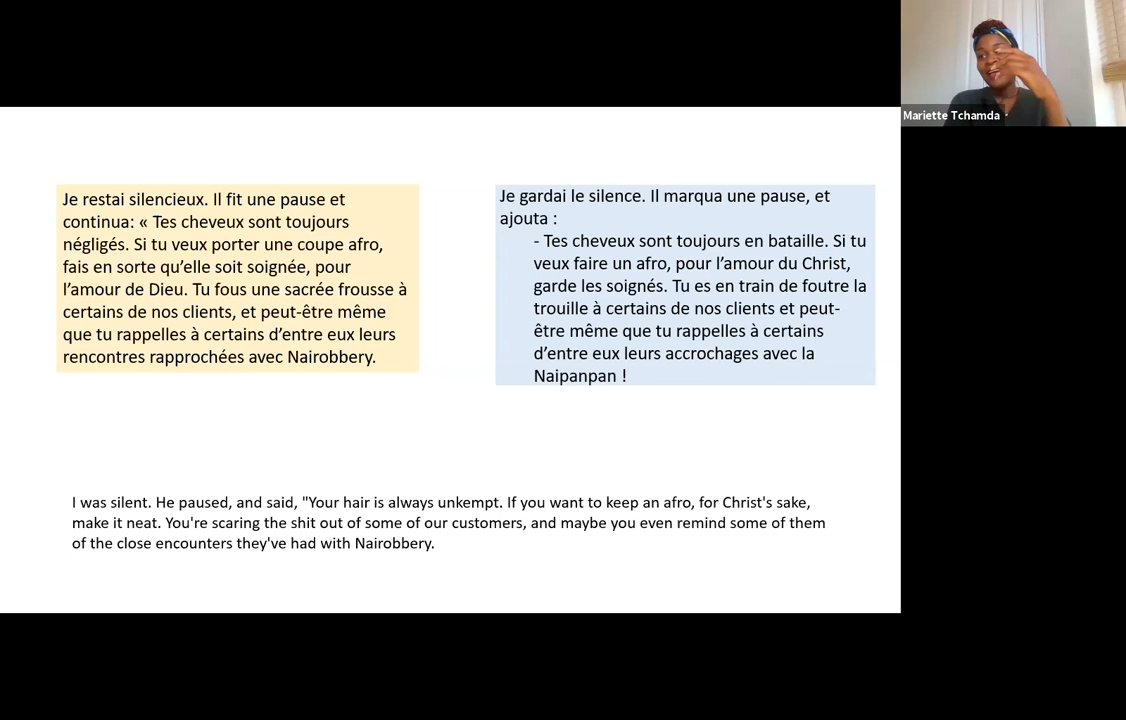 Mariette Tchamda
Je restai silencieux. Il fit une pause et
continua: « Tes cheveux sont toujours
négligés. Si tu veux porter une coupe afro,
fais en sorte qu’elle soit soignée, pour
l’amour de Dieu. Tu fous une sacrée frousse à
certains de nos clients, et peut-être même
que tu rappelles à certains d’entre eux leurs
rencontres rapprochées avec Nairobbery.
Je gardai le silence. Il marqua une pause, et
ajouta :
- Tes cheveux sont toujours en bataille. Si tu
veux faire un afro, pour l’amour du Christ,
garde les soignés. Tu es en train de foutre la
trouille à certains de nos clients et peut-
être même que tu rappelles à certains
d’entre eux leurs accrochages avec la
Naipanpan !
I was silent. He paused, and said, "Your hair is always unkempt. If you want to keep an afro, for Christ's sake,
make it neat. You're scaring the shit out of some of our customers, and maybe you even remind some of them
of the close encounters they've had with Nairobbery.